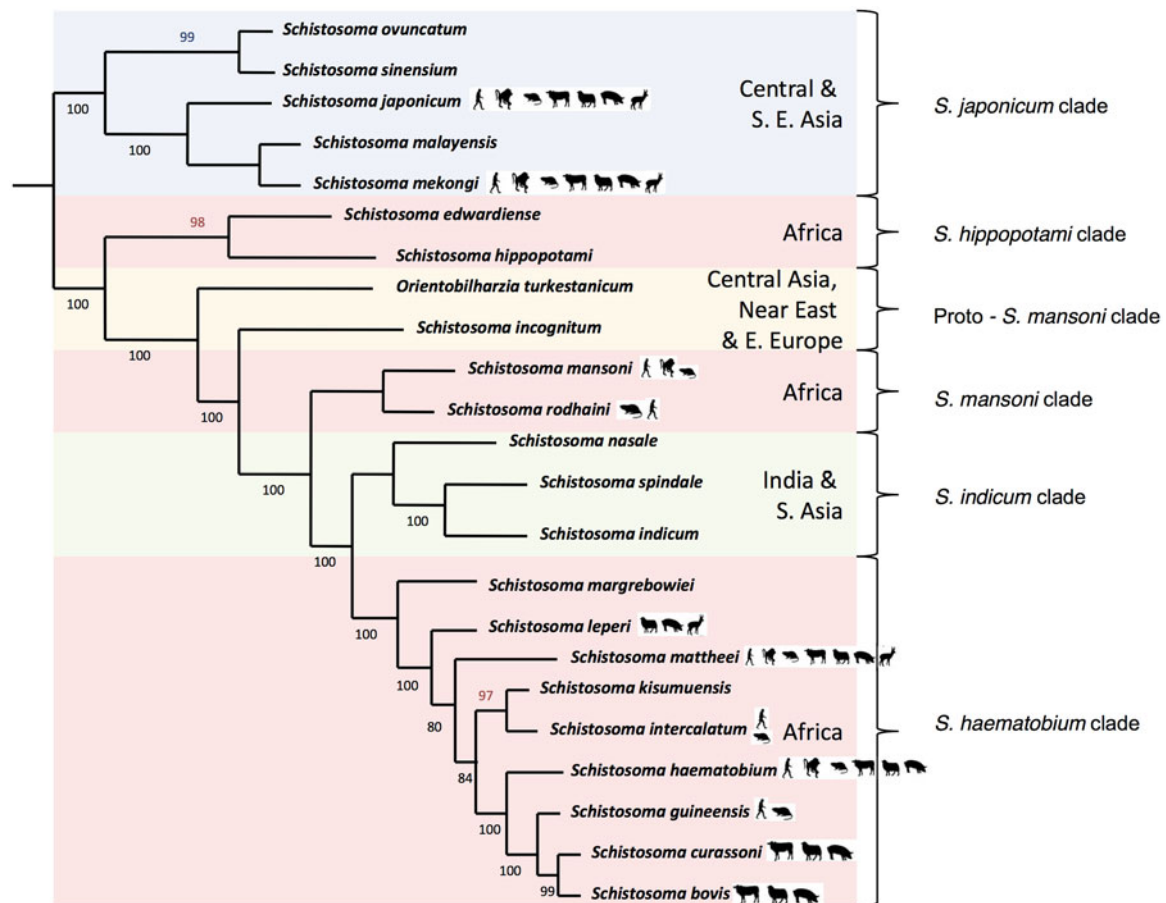 99
Schistosoma ovuncatum
Schistosoma sinensium
100
Schistosoma japonicum
100
Schistosoma malayensis
Schistosoma mekongi
Central &
S. E. Asia
S. japonicum clade
98
Schistosoma edwardiense
Schistosoma hippopotami
Africa
S. hippopotami clade
100
Orientobilharzia turkestanicum
100
Schistosoma incognitum
Central Asia,
Near East
& E. Europe
Proto - S. mansoni clade
100
Schistosoma mansoni
Schistosoma rodhaini
Africa
S. mansoni clade
100
Schistosoma nasale
Schistosoma spindale
100
Schistosoma indicum
India &
S. Asia
S. indicum clade
100
Schistosoma margrebowiei
100
Schistosoma leperi
100
Schistosoma mattheei
80
97
Schistosoma kisumuensis
Schistosoma intercalatum
84
Schistosoma haematobium
100
Schistosoma guineensis
100
Schistosoma curassoni
99
Schistosoma bovis
Africa
S. haematobium clade